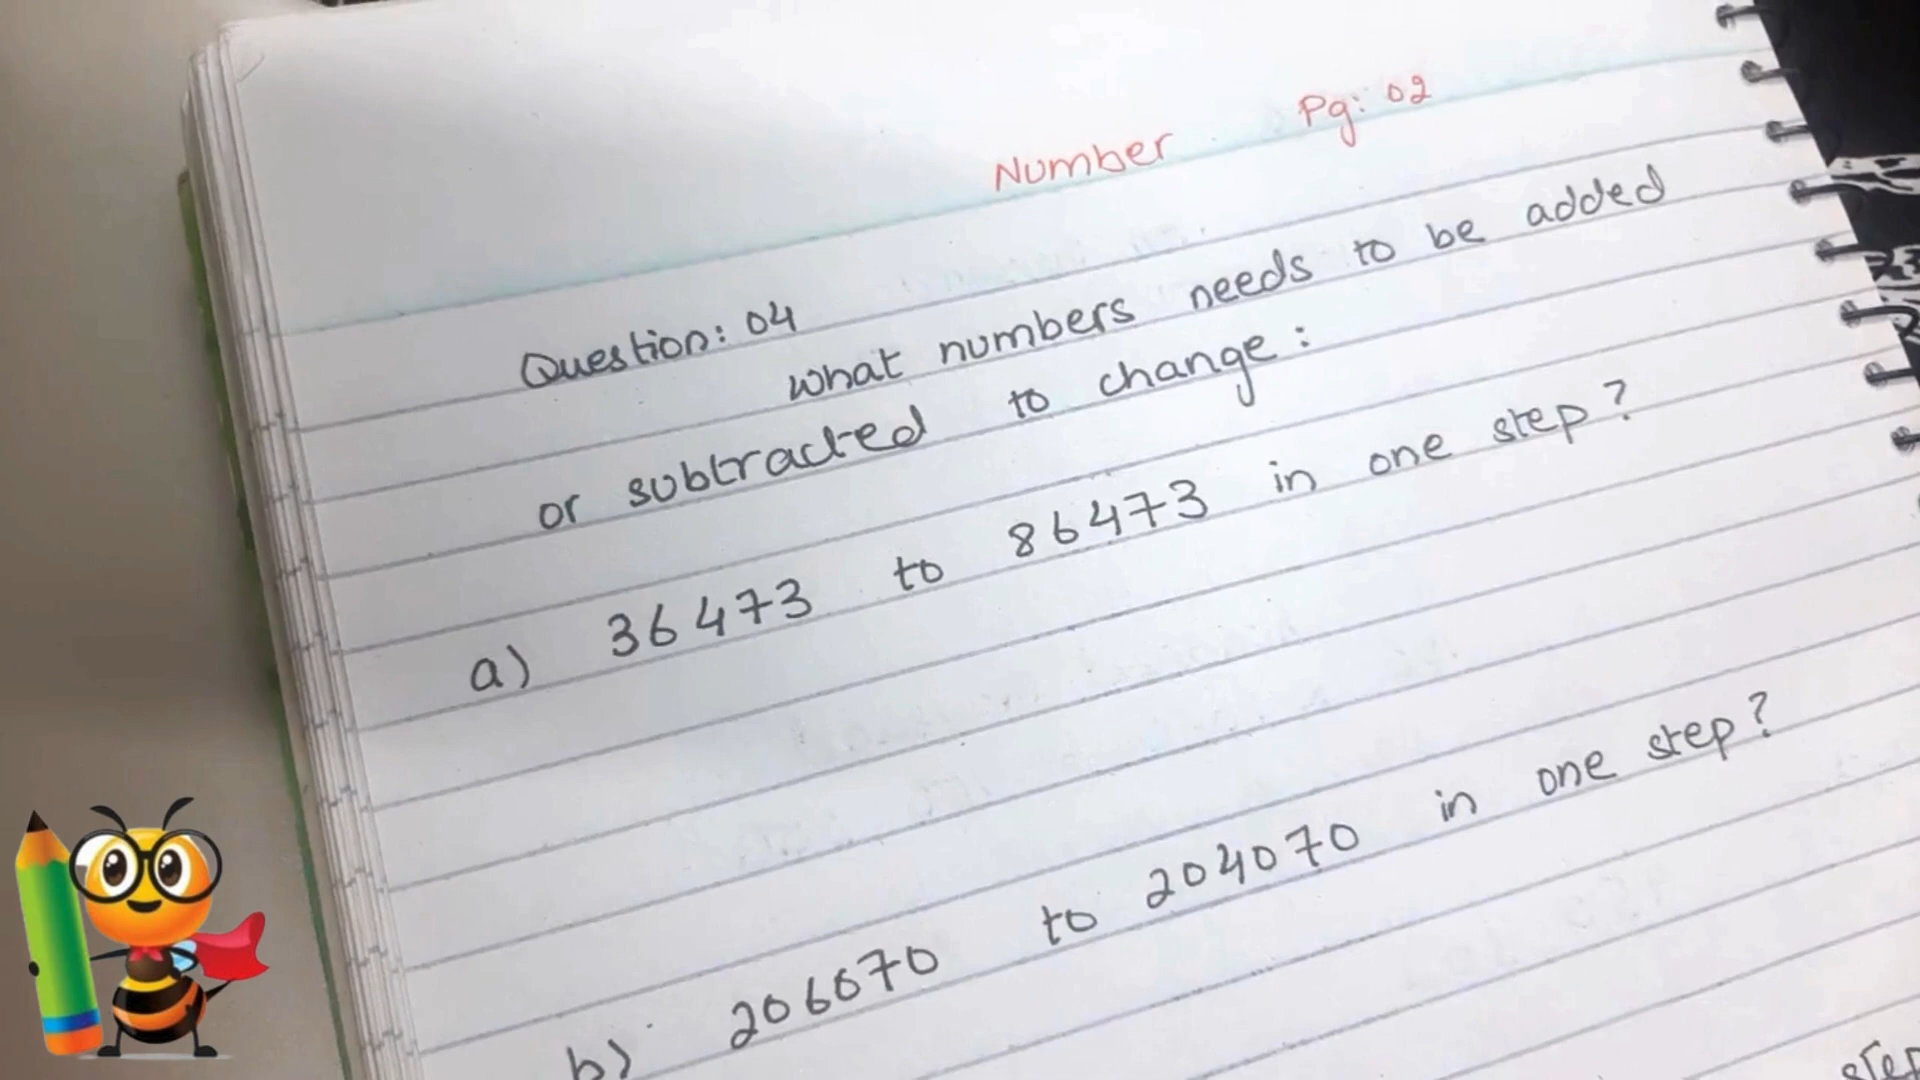 Number Pg: 02
Question: 04
What numbers needs to be added
or subtracted to change:
a) 36473 to 86473 in one step?
b) 206070 to 204070 in one step?
step